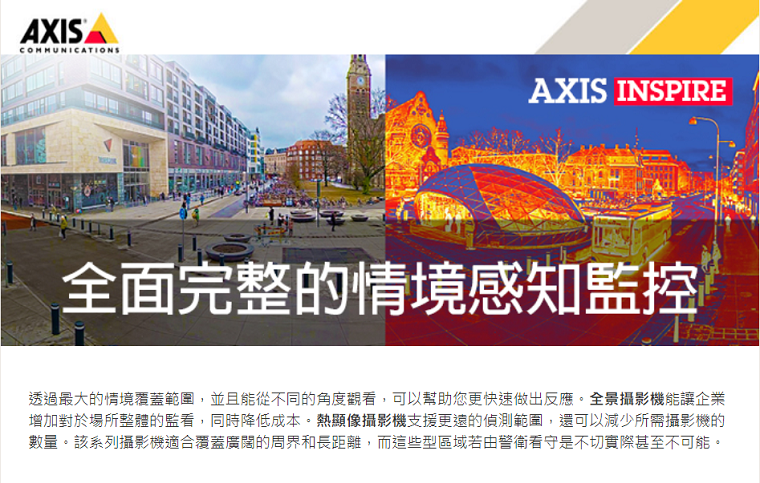 AXIS
COMMUNICATIONS
AXIS INSPIRE
全面完整的情境感知監控
透過最大的情境覆蓋範圍，並且能從不同的角度觀看，可以幫助您更快速做出反應。全景攝影機能讓企業
增加對於場所整體的監看，同時降低成本。熱顯像攝影機支援更遠的偵測範圍，還可以減少所需攝影機的
數量。該系列攝影機適合覆蓋廣闊的周界和長距離，而這些型區域若由警衛看守是不切實際甚至不可能。